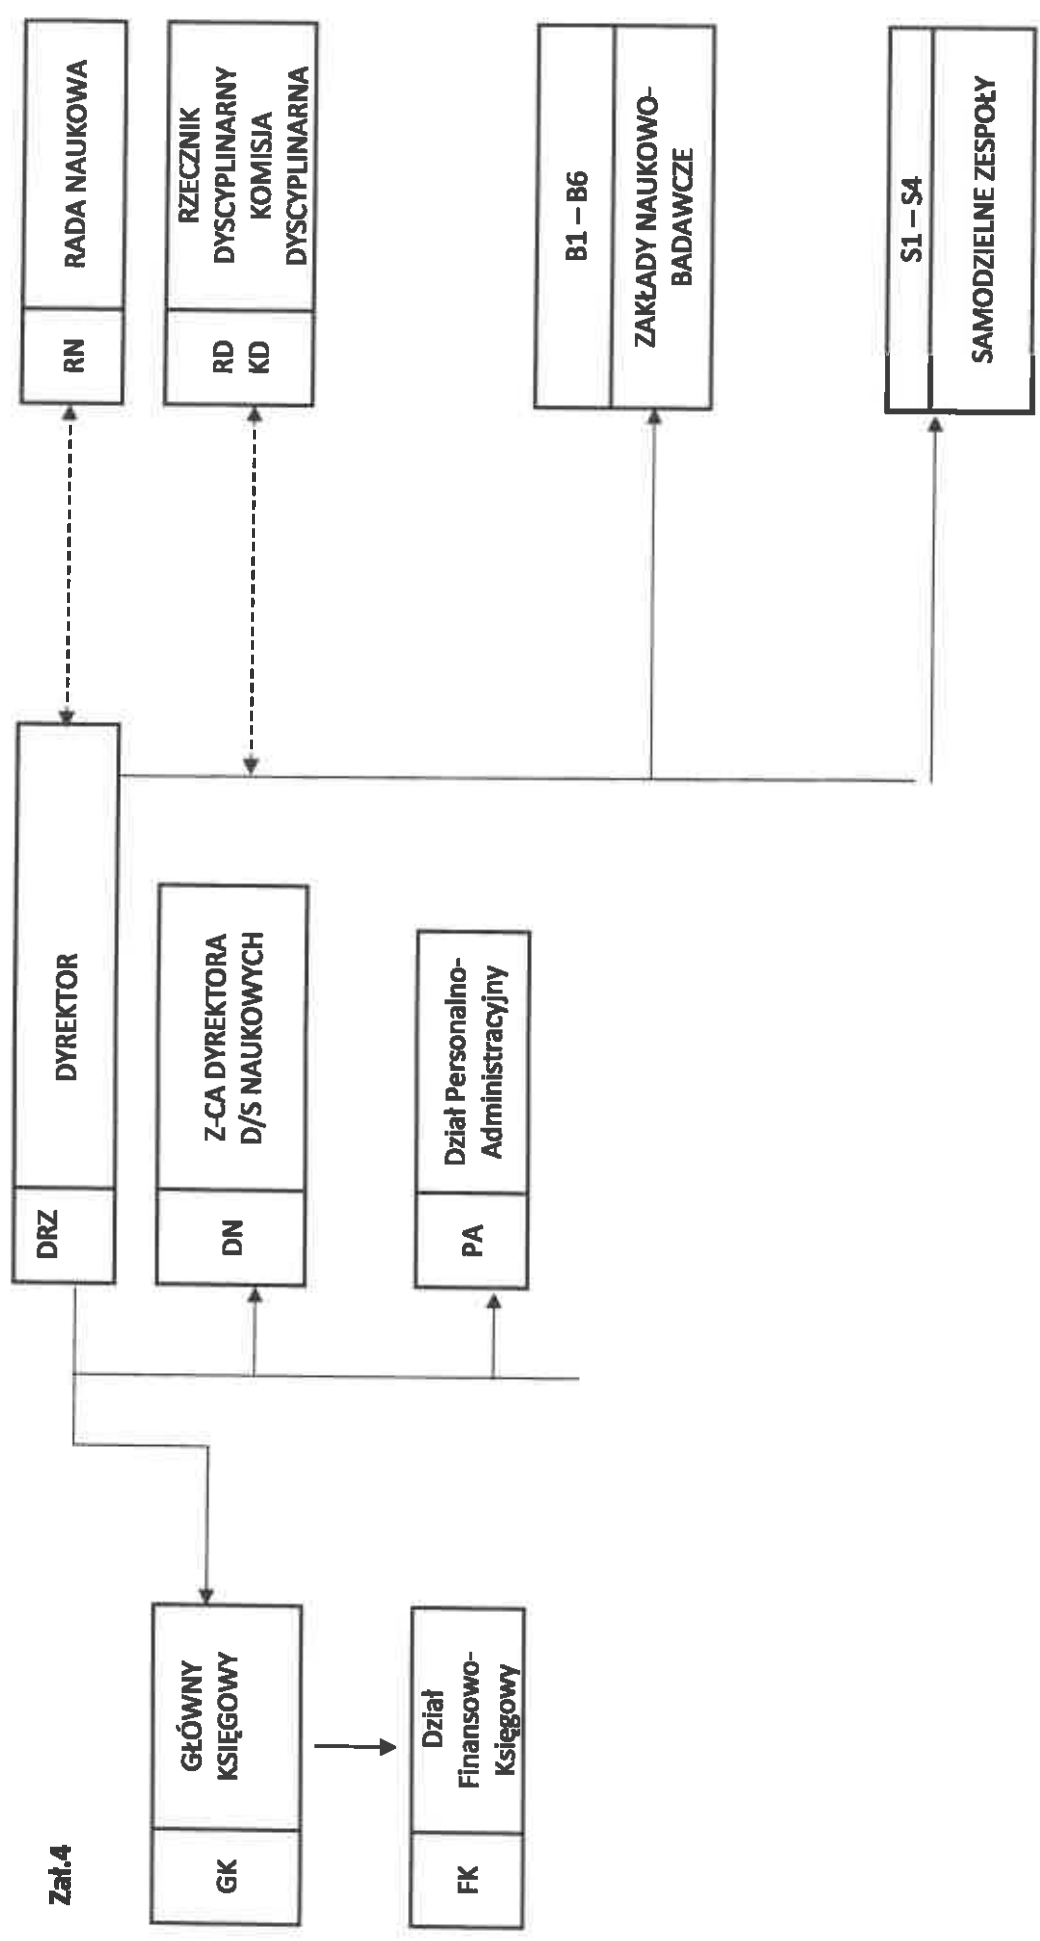 Zał.4
DRZ
DYREKTOR
RN
RADA NAUKOWA
GK
GŁÓWNY
KSIĘGOWY
DN
Z-CA DYREKTORA
D/S NAUKOWYCH
RD
KD
RZECZNIK
DYSCYPLINARNY
KOMISJA
DYSCYPLINARNA
FK
Dział
Finansowo-
Księgowy
PA
Dział Personalno-
Administracyjny
B1 – B6
ZAKŁADY NAUKOWO-
BADAWCZE
S1 – S4
SAMODZIELNE ZESPOŁY